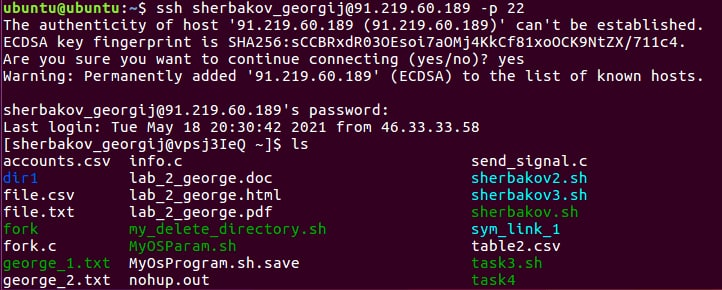 ubuntu@ubuntu:~$ ssh sherbakov_georgij@91.219.60.189 -p 22
The authenticity of host '91.219.60.189 (91.219.60.189)' can't be established.
ECDSA key fingerprint is SHA256:sCCBRxdR03OEsoi7aOMj4KkCf81xoOCK9NtZX/711c4.
Are you sure you want to continue connecting (yes/no)? yes
Warning: Permanently added '91.219.60.189' (ECDSA) to the list of known hosts.
sherbakov_georgij@91.219.60.189's password:
Last login: Tue May 18 20:30:42 2021 from 46.33.33.58
[sherbakov_georgij@vpsj3IeQ ~]$ ls
accounts.csv info.c send_signal.c
dir1 lab_2_george.doc sherbakov2.sh
file.csv lab_2_george.html sherbakov3.sh
file.txt lab_2_george.pdf sherbakov.sh
fork my_delete_directory.sh sym_link_1
fork.c MyOSParam.sh table2.csv
george_1.txt MyOsProgram.sh.save task3.sh
george_2.txt nohup.out task4